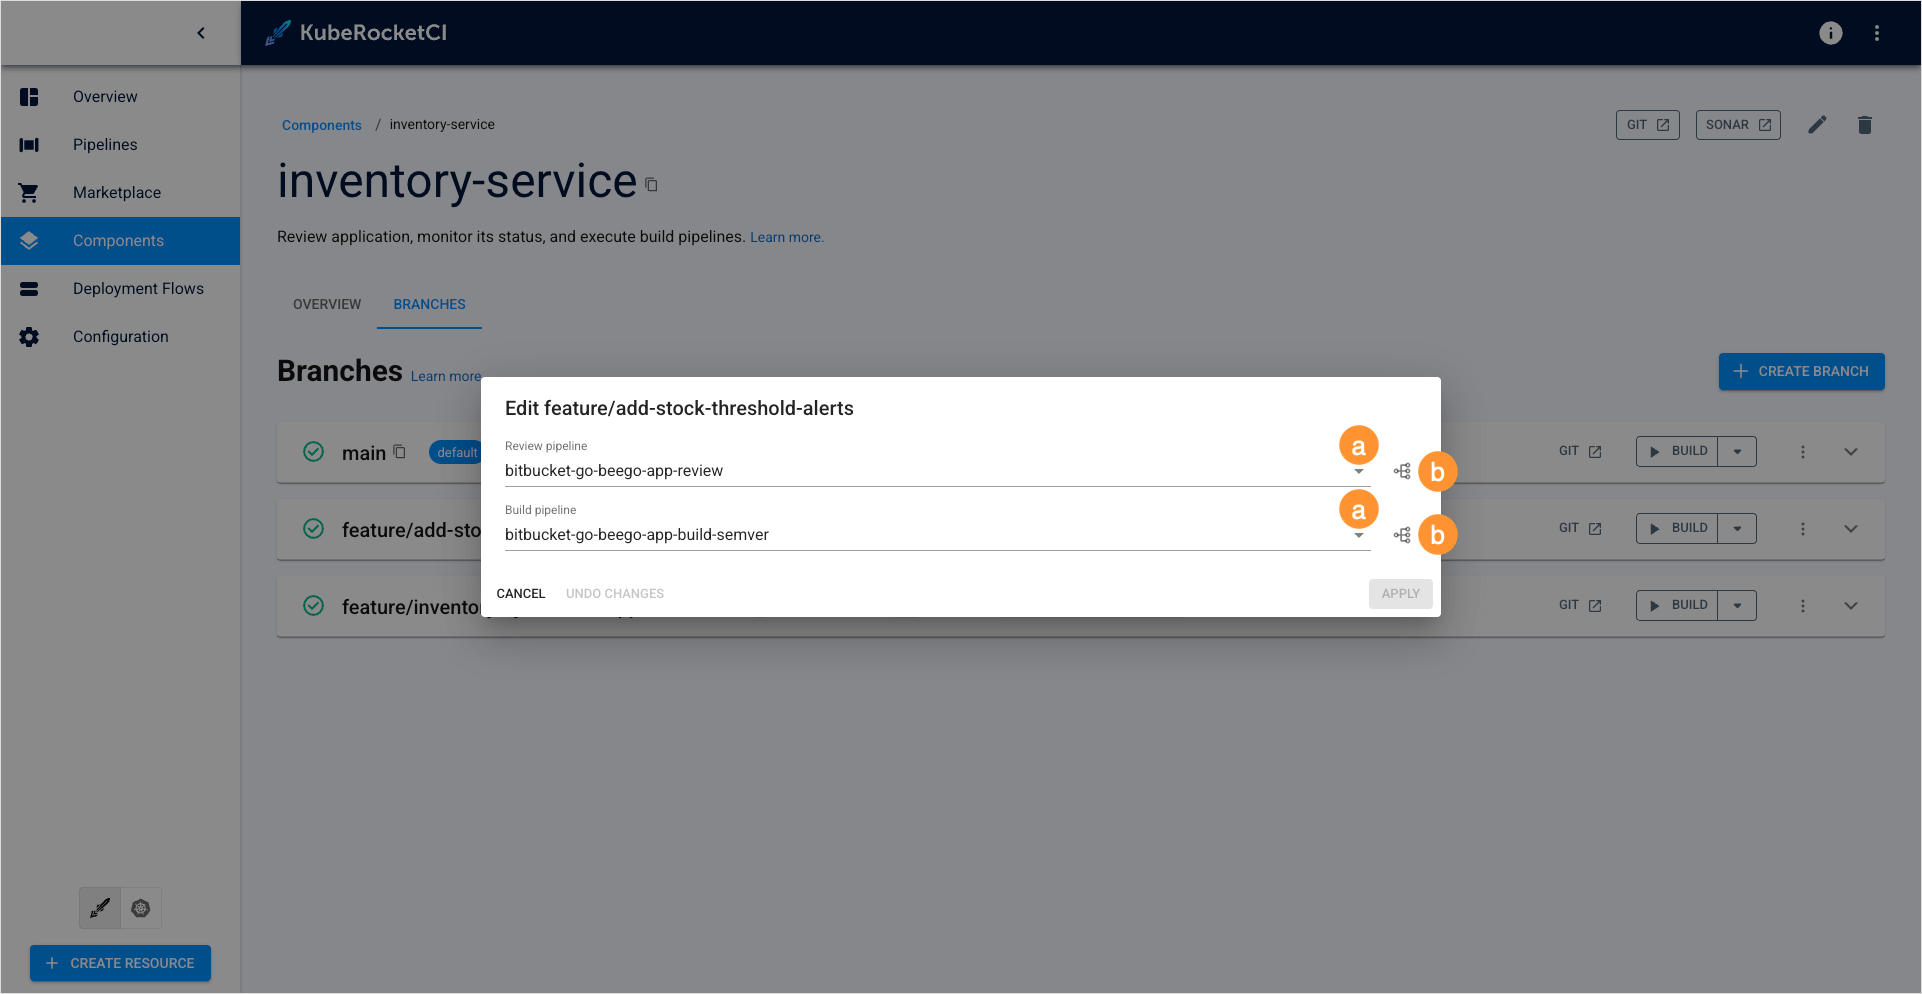 KubeRocketCI
Overview
Pipelines
Marketplace
Components
Deployment Flows
Configuration
CREATE RESOURCE
Components / inventory-service
GIT
SONAR
inventory-service
Review application, monitor its status, and execute build pipelines. Learn more.
OVERVIEW
BRANCHES
Branches Learn more
CREATE BRANCH
main default
GIT
BUILD
feature/add-sto
GIT
BUILD
feature/invento
GIT
BUILD
Edit feature/add-stock-threshold-alerts
Review pipeline
a
bitbucket-go-beego-app-review
b
Build pipeline
a
bitbucket-go-beego-app-build-semver
b
CANCEL
UNDO CHANGES
APPLY